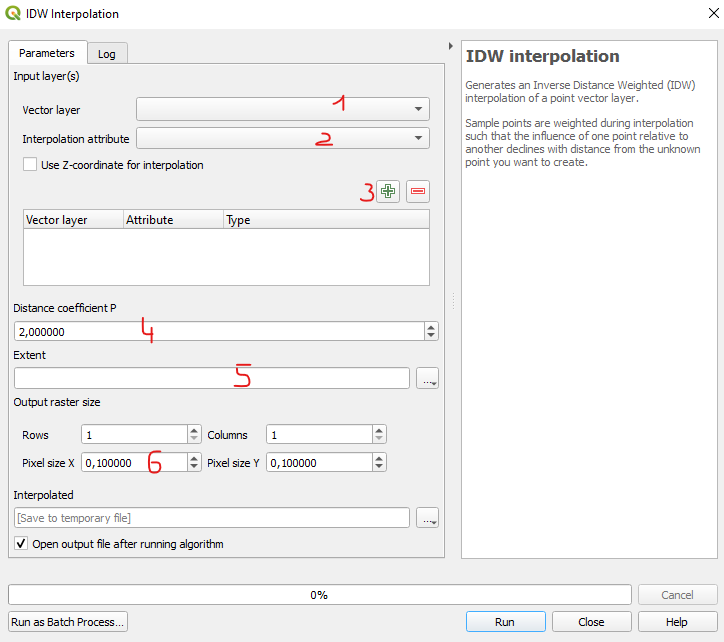 IDW Interpolation
Parameters Log
Input layer(s)
Vector layer 1
Interpolation attribute 2
Use Z-coordinate for interpolation
3
Vector layer Attribute Type
Distance coefficient P
2,000000 4
Extent
5 ...
Output raster size
Rows 1 Columns 1
Pixel size X 0,100000 6 Pixel size Y 0,100000
Interpolated
[Save to temporary file] ...
Open output file after running algorithm
IDW interpolation
Generates an Inverse Distance Weighted (IDW)
interpolation of a point vector layer.
Sample points are weighted during interpolation
such that the influence of one point relative to
another declines with distance from the unknown
point you want to create.
0% Cancel
Run as Batch Process... Run Close Help